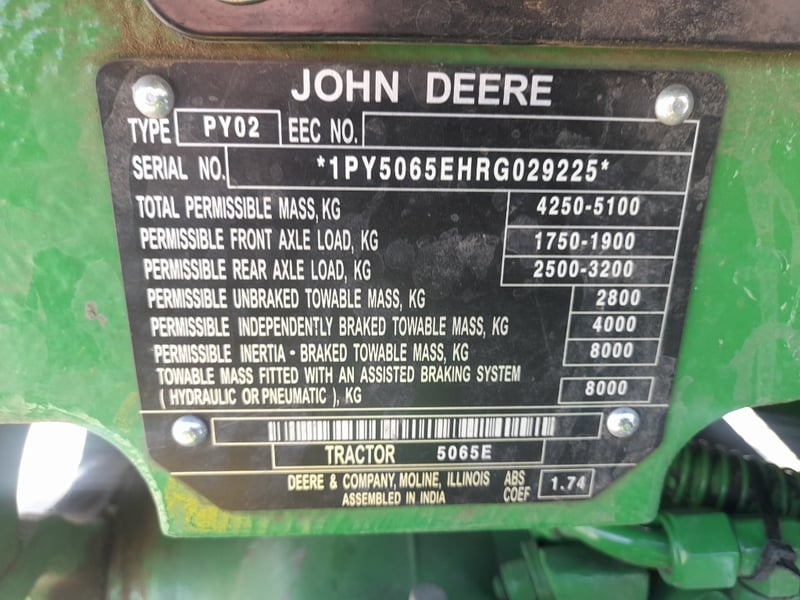 JOHN DEERE
TYPE PY02 EEC NO.
SERIAL NO. *1PY5065EHRG029225*
TOTAL PERMISSIBLE MASS, KG 4250-5100
PERMISSIBLE FRONT AXLE LOAD, KG 1750-1900
PERMISSIBLE REAR AXLE LOAD, KG 2500-3200
PERMISSIBLE UNBRAKED TOWABLE MASS, KG 2800
PERMISSIBLE INDEPENDENTLY BRAKED TOWABLE MASS, KG 4000
PERMISSIBLE INERTIA - BRAKED TOWABLE MASS, KG 8000
TOWABLE MASS FITTED WITH AN ASSISTED BRAKING SYSTEM
( HYDRAULIC OR PNEUMATIC ), KG 8000
TRACTOR 5065E
DEERE & COMPANY, MOLINE, ILLINOIS ABS
ASSEMBLED IN INDIA COEF 1.74